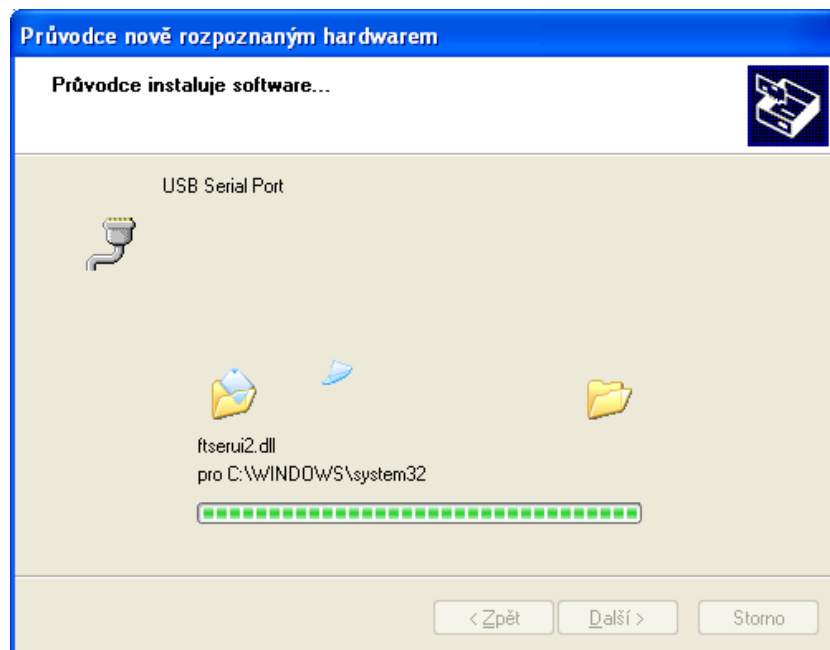 Průvodce nově rozpoznaným hardwarem
Průvodce instaluje software...
USB Serial Port
ftserui2.dll
pro C:\WINDOWS\system32
< Zpět
Další >
Storno